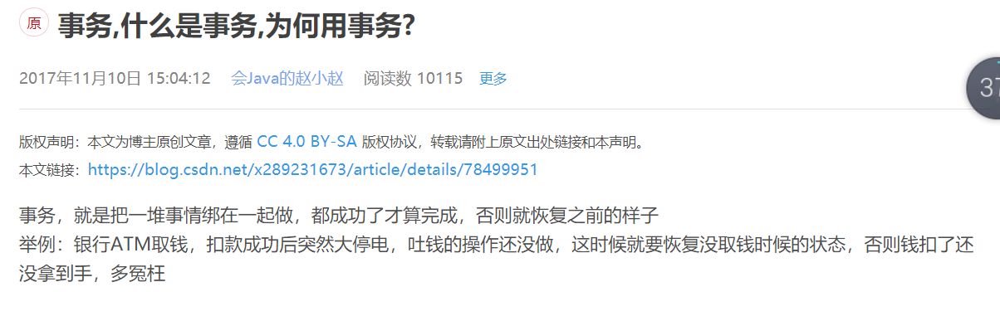 原 事务,什么是事务,为何用事务?
2017年11月10日 15:04:12 会Java的赵小赵 阅读数 10115 更多
37
版权声明：本文为博主原创文章，遵循 CC 4.0 BY-SA 版权协议，转载请附上原文出处链接和本声明。
本文链接：https://blog.csdn.net/x289231673/article/details/78499951
事务，就是把一堆事情绑在一起做，都成功了才算完成，否则就恢复之前的样子
举例：银行ATM取钱，扣款成功后突然大停电，吐钱的操作还没做，这时候就要恢复没取钱时候的状态，否则钱扣了还
没拿到手，多冤枉